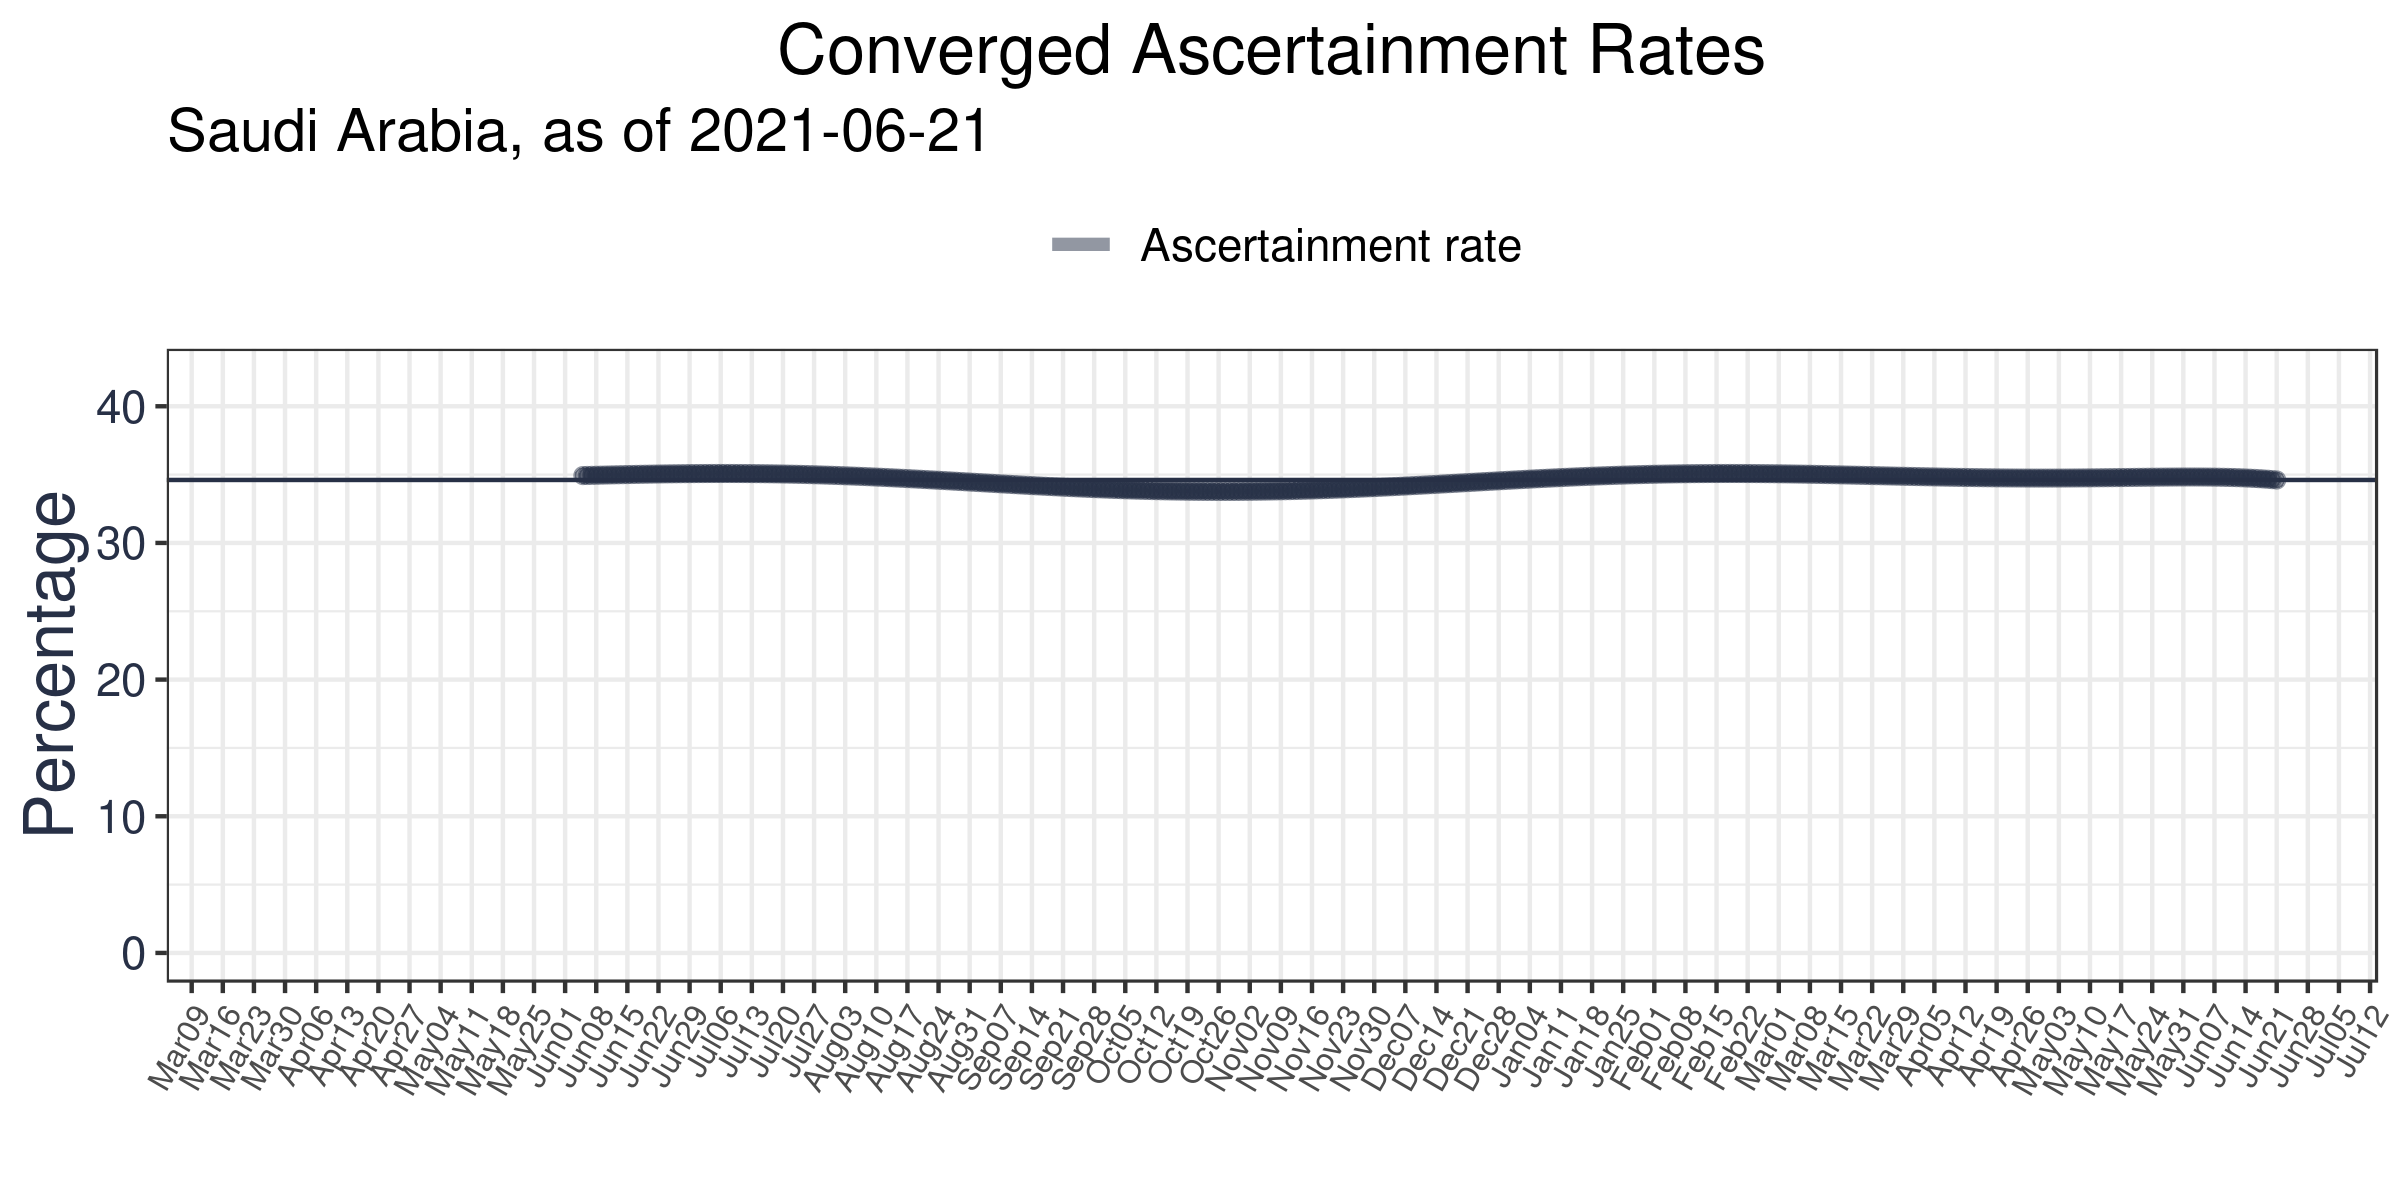 Converged Ascertainment Rates
Saudi Arabia, as of 2021-06-21
Ascertainment rate
Percentage
40
30
20
10
0
Mar09
Mar16
Mar23
Mar30
Apr06
Apr13
Apr20
Apr27
May04
May11
May18
May25
Jun01
Jun08
Jun15
Jun22
Jun29
Jul06
Jul13
Jul20
Jul27
Aug03
Aug10
Aug17
Aug24
Aug31
Sep07
Sep14
Sep21
Sep28
Oct05
Oct12
Oct19
Oct26
Nov02
Nov09
Nov16
Nov23
Nov30
Dec07
Dec14
Dec21
Dec28
Jan04
Jan11
Jan18
Jan25
Feb01
Feb08
Feb15
Feb22
Mar01
Mar08
Mar15
Mar22
Mar29
Apr05
Apr12
Apr19
Apr26
May03
May10
May17
May24
May31
Jun07
Jun14
Jun21
Jun28
Jul05
Jul12